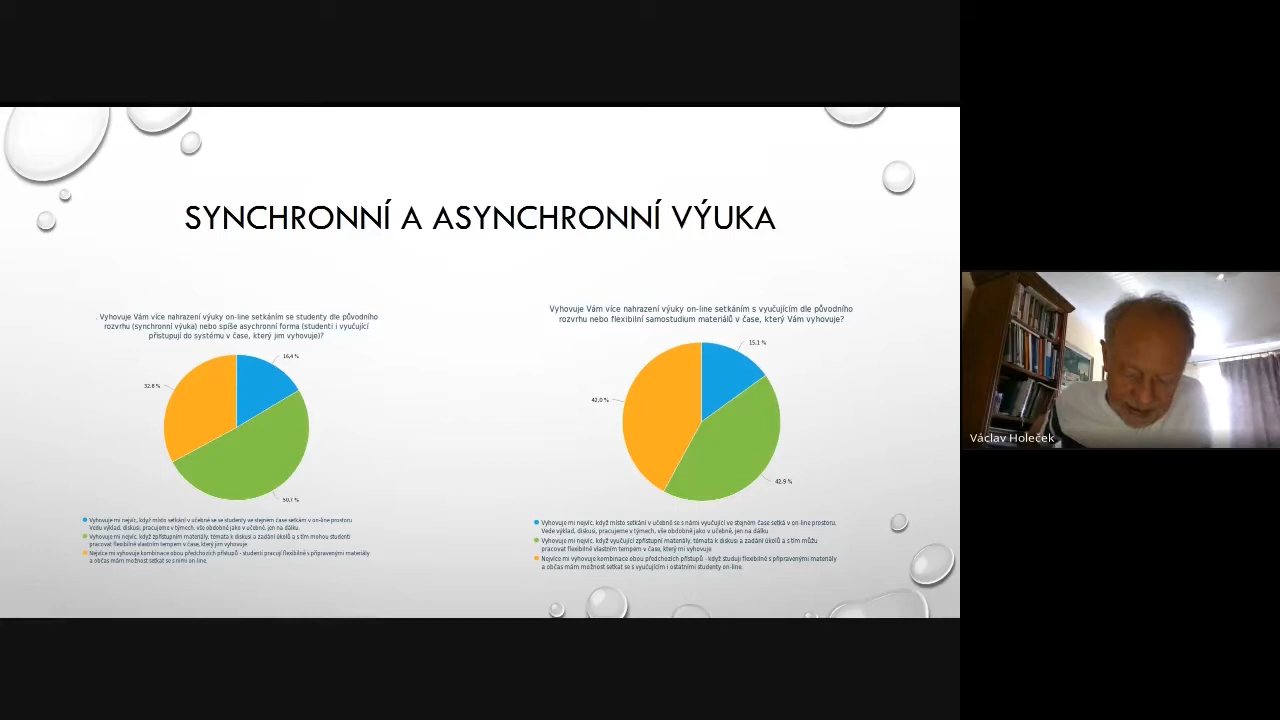 SYNCHRONNÍ A ASYNCHRONNÍ VÝUKA
. Vyhovuje Vám více nahrazení výuky on-line setkáním se studenty dle původního
rozvrhu (synchronní výuka) nebo spíše asychronní forma (studenti i vyučující
přistupují do systému v čase, který jim vyhovuje)?
16,4 %
32,8 %
50,7 %
Vyhovuje mi nejvíc, když místo setkání v učebně se se studenty ve stejném čase setkám v on-line prostoru.
Vedu výklad, diskusi, pracujeme v týmech, vše obdobně jako v učebně, jen na dálku.
Vyhovuje mi nejvíc, když zpřístupním materiály, témata k diskusi a zadání úkolů a s tím mohou studenti
pracovat flexibilně vlastním tempem v čase, který jim vyhovuje
Nejvíce mi vyhovuje kombinace obou předchozích přístupů - studenti pracují flexibilně s připravenými materiály
a občas mám možnost setkat se s nimi on-line.
Vyhovuje Vám více nahrazení výuky on-line setkáním s vyučujícím dle původního
rozvrhu nebo flexibilní samostudium materiálů v čase, který Vám vyhovuje?
15,1 %
42,0 %
42,9 %
Vyhovuje mi nejvíc, když místo setkání v učebně se s námi vyučující ve stejném čase setká v on-line prostoru.
Vede výklad, diskusi, pracujeme v týmech, vše obdobně jako v učebně, jen na dálku
Vyhovuje mi nejvíc, když vyučující zpřístupní materiály, témata k diskusi a zadání úkolů a s tím můžu
pracovat flexibilně vlastním tempem v čase, který mi vyhovuje
Nejvíce mi vyhovuje kombinace obou předchozích přístupů - když studuji flexibilně s připravenými materiály
a občas mám možnost setkat se s vyučujícím i ostatními studenty on-line.
Václav Holeček